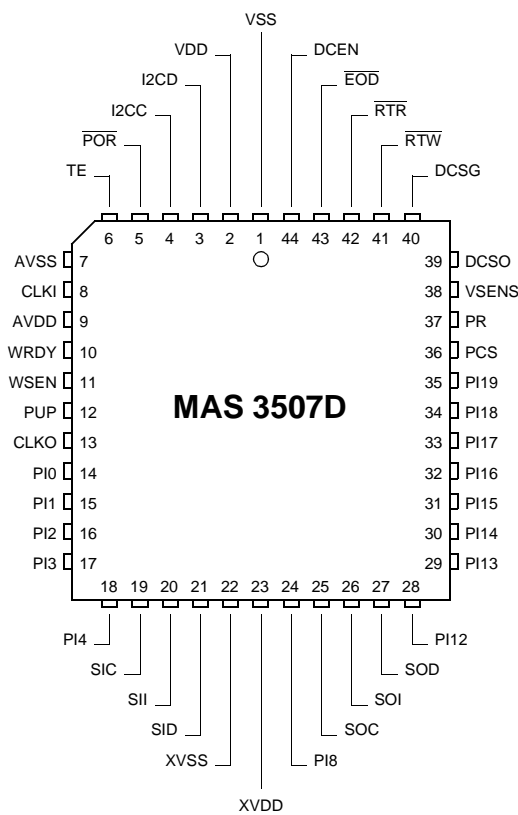 VSS
VDD DCEN
I2CD E̅O̅D̅
I2CC R̅T̅R̅
P̅O̅R̅ R̅T̅W̅
TE DCSG
6 5 4 3 2 1 44 43 42 41 40
AVSS 7 39 DCSO
CLKI 8 38 VSENS
AVDD 9 37 PR
WRDY 10 36 PCS
WSEN 11 35 PI19
PUP 12 34 PI18
CLKO 13 33 PI17
PI0 14 32 PI16
PI1 15 31 PI15
PI2 16 30 PI14
PI3 17 29 PI13
MAS 3507D
18 19 20 21 22 23 24 25 26 27 28
PI4 PI12
SIC SOD
SII SOI
SID SOC
XVSS PI8
XVDD